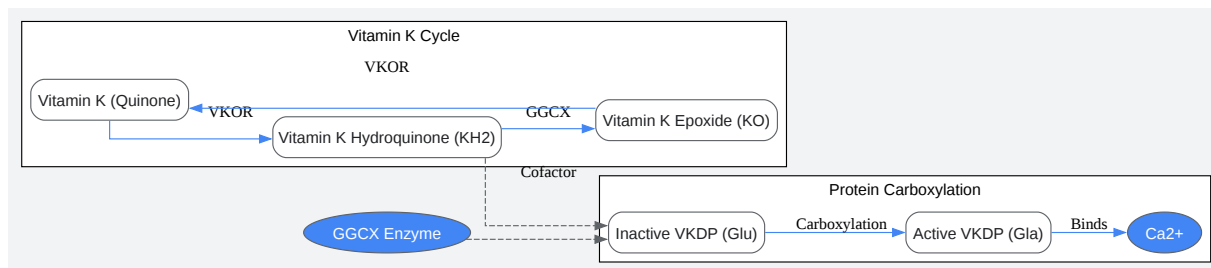 Vitamin K Cycle
VKOR
Vitamin K (Quinone)
VKOR
GGCX
Vitamin K Epoxide (KO)
Vitamin K Hydroquinone (KH2)
Cofactor
Protein Carboxylation
GGCX Enzyme
Inactive VKDP (Glu)
Carboxylation
Active VKDP (Gla)
Binds
Ca2+